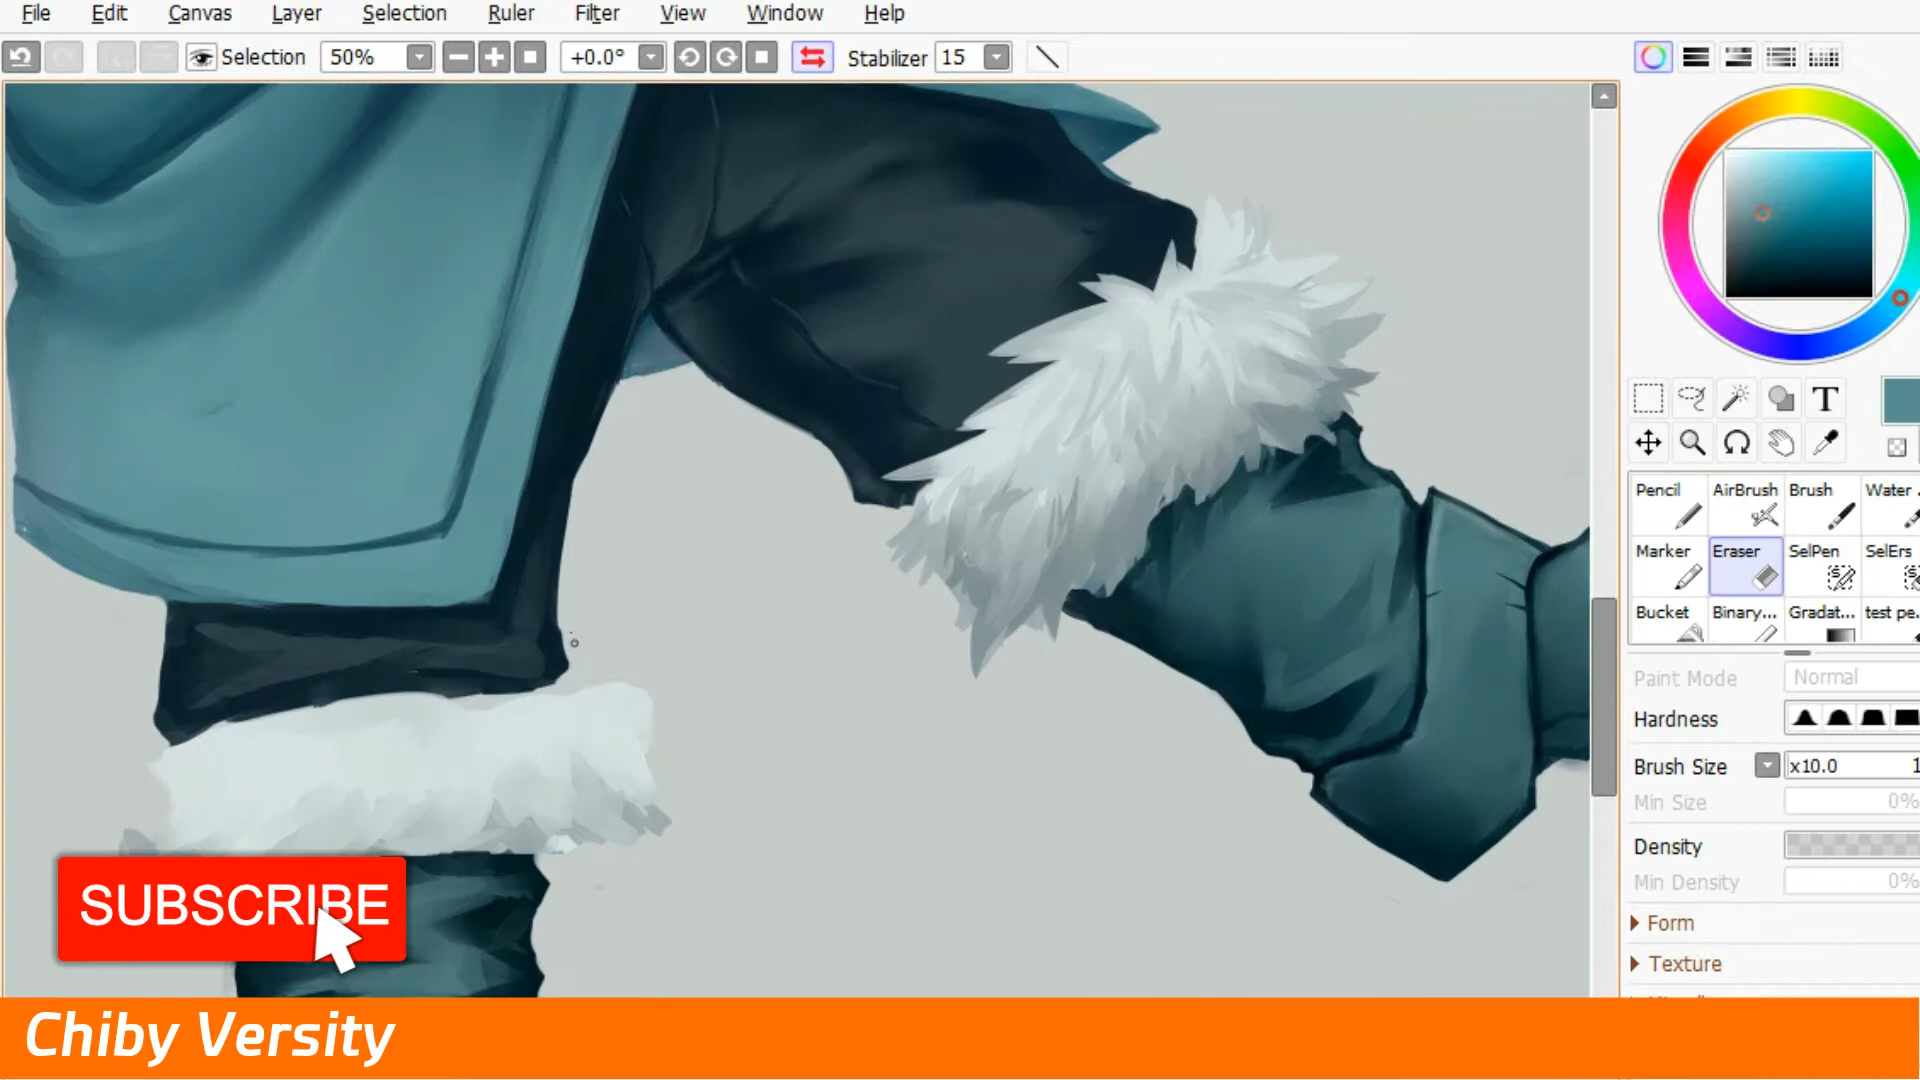 File Edit Canvas Layer Selection Ruler Filter View Window Help
Selection 50% +0.0° Stabilizer 15
T
Pencil AirBrush Brush Water
Marker Eraser SelPen SelErs
Bucket Binary... Gradat... test pe...
Paint Mode Normal
Hardness
Brush Size x10.0 1
Min Size 0%
Density
Min Density 0%
Form
Texture
SUBSCRIBE
Chiby Versity